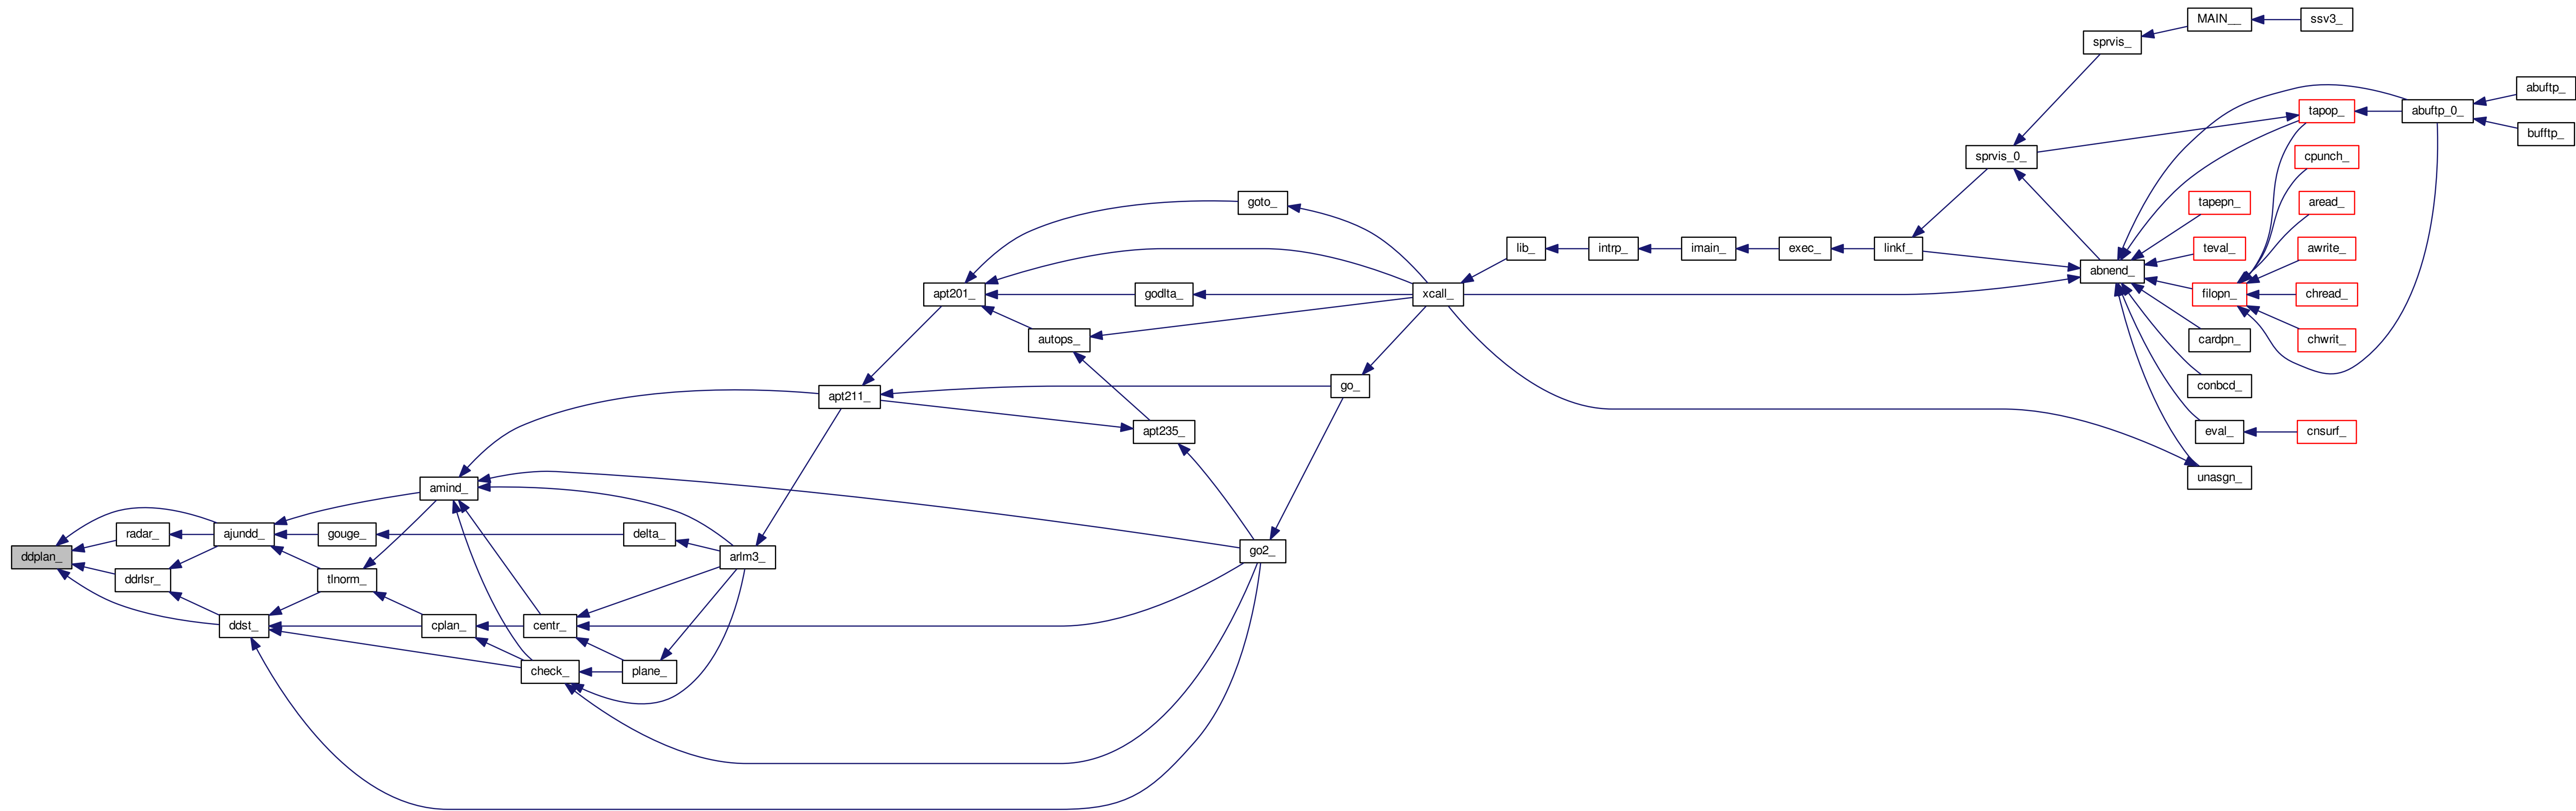 MAIN__
ssv3_
sprvis_
abuftp_
tapop_
abuftp_0_
bufftp_
sprvis_0_
cpunch_
goto_
tapepn_
aread_
lib_
intrp_
imain_
exec_
linkf_
teval_
awrite_
abnend_
apt201_
godlta_
xcall_
filopn_
chread_
autops_
cardpn_
chwrit_
apt211_
go_
conbcd_
apt235_
eval_
cnsurf_
amind_
unasgn_
radar_
ajundd_
gouge_
delta_
ddplan_
arlm3_
go2_
ddrlsr_
tlnorm_
ddst_
cplan_
centr_
check_
plane_